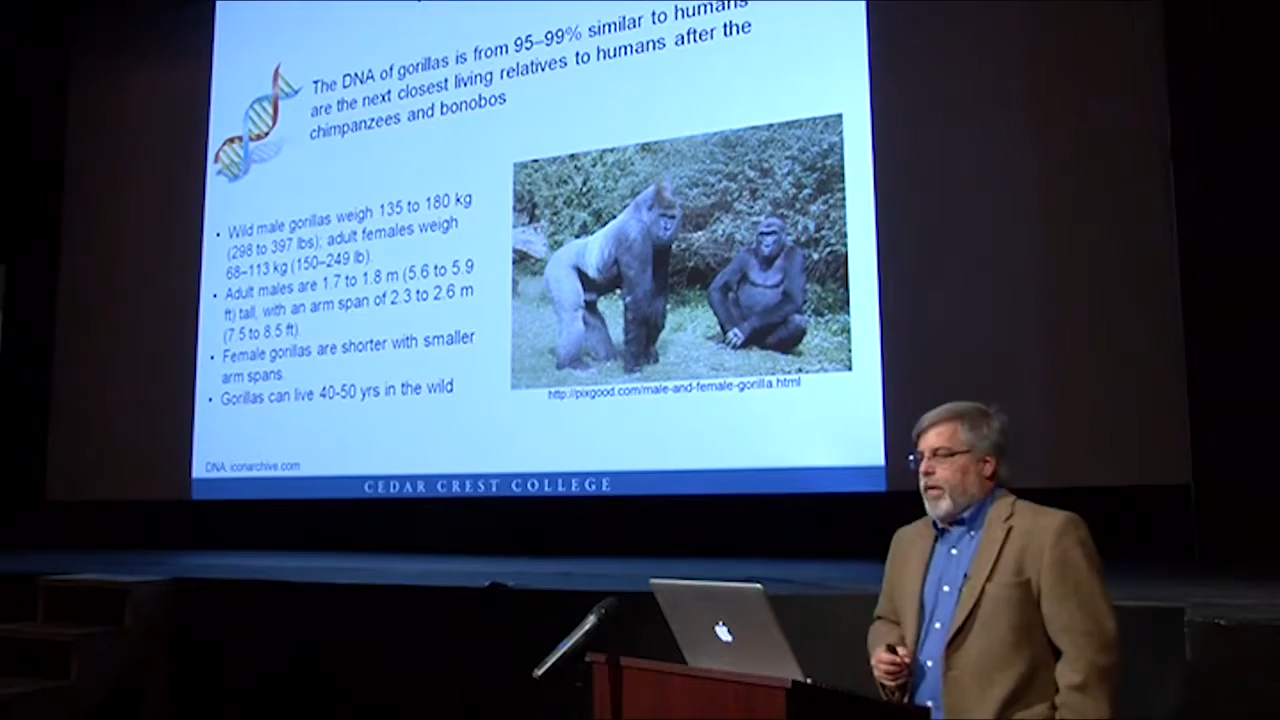 The DNA of gorillas is from 95–99% similar to humans
are the next closest living relatives to humans after the
chimpanzees and bonobos
• Wild male gorillas weigh 135 to 180 kg
(298 to 397 lbs); adult females weigh
68–113 kg (150–249 lb).
• Adult males are 1.7 to 1.8 m (5.6 to 5.9
ft) tall, with an arm span of 2.3 to 2.6 m
(7.5 to 8.5 ft).
• Female gorillas are shorter with smaller
arm spans.
• Gorillas can live 40-50 yrs in the wild
http://pixgood.com/male-and-female-gorilla.html
DNA: iconarchive.com
CEDAR CREST COLLEGE